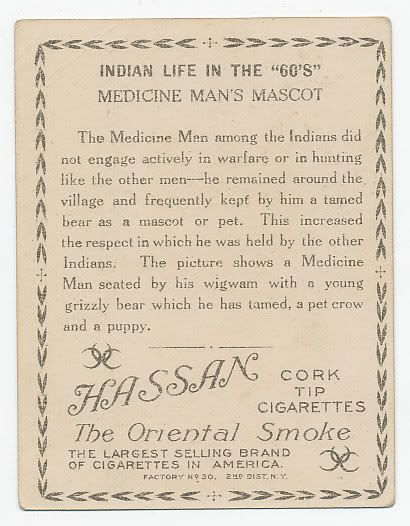 INDIAN LIFE IN THE "60'S"
MEDICINE MAN'S MASCOT
The Medicine Man among the Indians did
not engage actively in warfare or in hunting
like the other men—he remained around the
village and frequently kept by him a tamed
bear as a mascot or pet. This increased
the respect in which he was held by the other
Indians. The picture shows a Medicine
Man seated by his wigwam with a young
grizzly bear which he has tamed, a pet crow
and a puppy.
HASSAN
CORK
TIP
CIGARETTES
The Oriental Smoke
THE LARGEST SELLING BRAND
OF CIGARETTES IN AMERICA.
FACTORY Nº 30, 2ND DIST. N.Y.